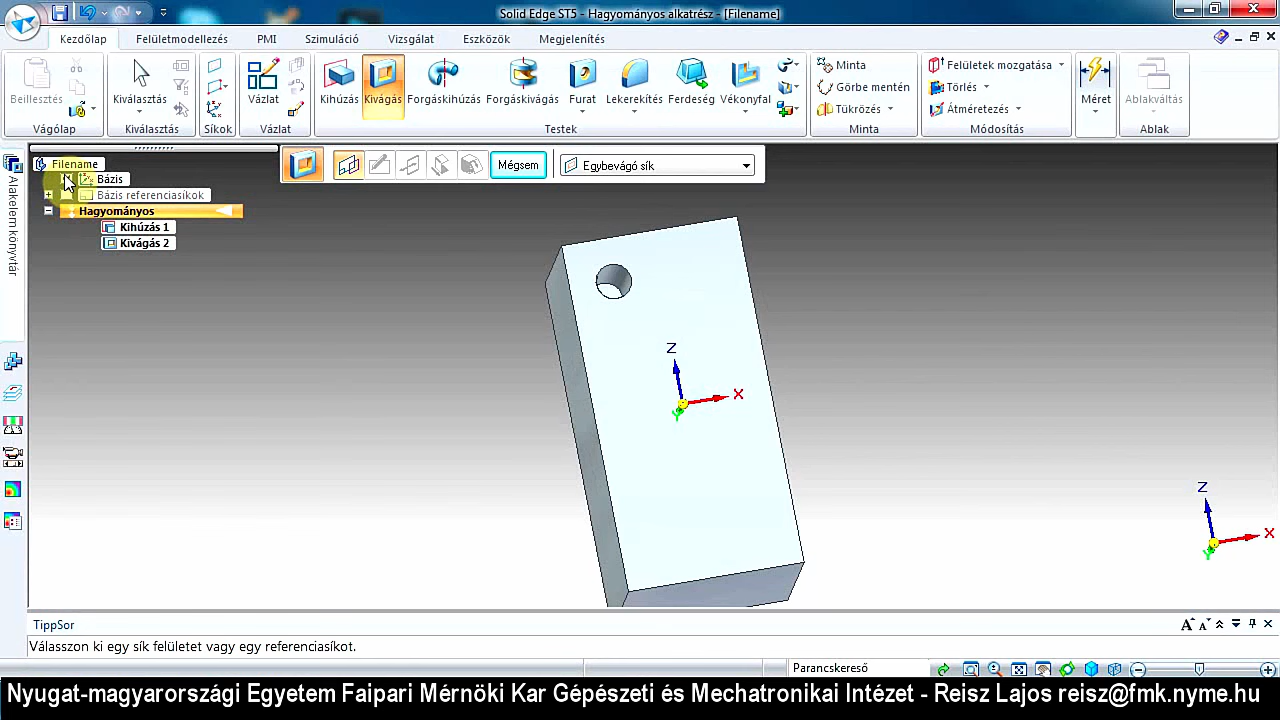 Solid Edge ST5 - Hagyományos alkatrész - [Filename]
Kezdőlap
Felületmodellezés
PMI
Szimuláció
Vizsgálat
Eszközök
Megjelenítés
Beillesztés
Kiválasztás
Vázlat
Kihúzás
Kivágás
Forgáskihúzás
Forgáskivágás
Furat
Lekerekítés
Ferdeség
Vékonyfal
Minta
Görbe mentén
Tükrözés
Felületek mozgatása
Törlés
Átméretezés
Méret
Ablakváltás
Vágólap
Kiválasztás
Síkok
Vázlat
Testek
Minta
Módosítás
Ablak
Alakelem könyvtár
Filename
Bázis
Bázis referenciasíkok
Hagyományos
Kihúzás 1
Kivágás 2
Mégsem
Egybevágó sík
Z
X
Y
Z
X
Y
TippSor
Válasszon ki egy sík felületet vagy egy referenciasíkot.
Parancskereső
Nyugat-magyarországi Egyetem Faipari Mérnöki Kar Gépészeti és Mechatronikai Intézet - Reisz Lajos reisz@fmk.nyme.hu